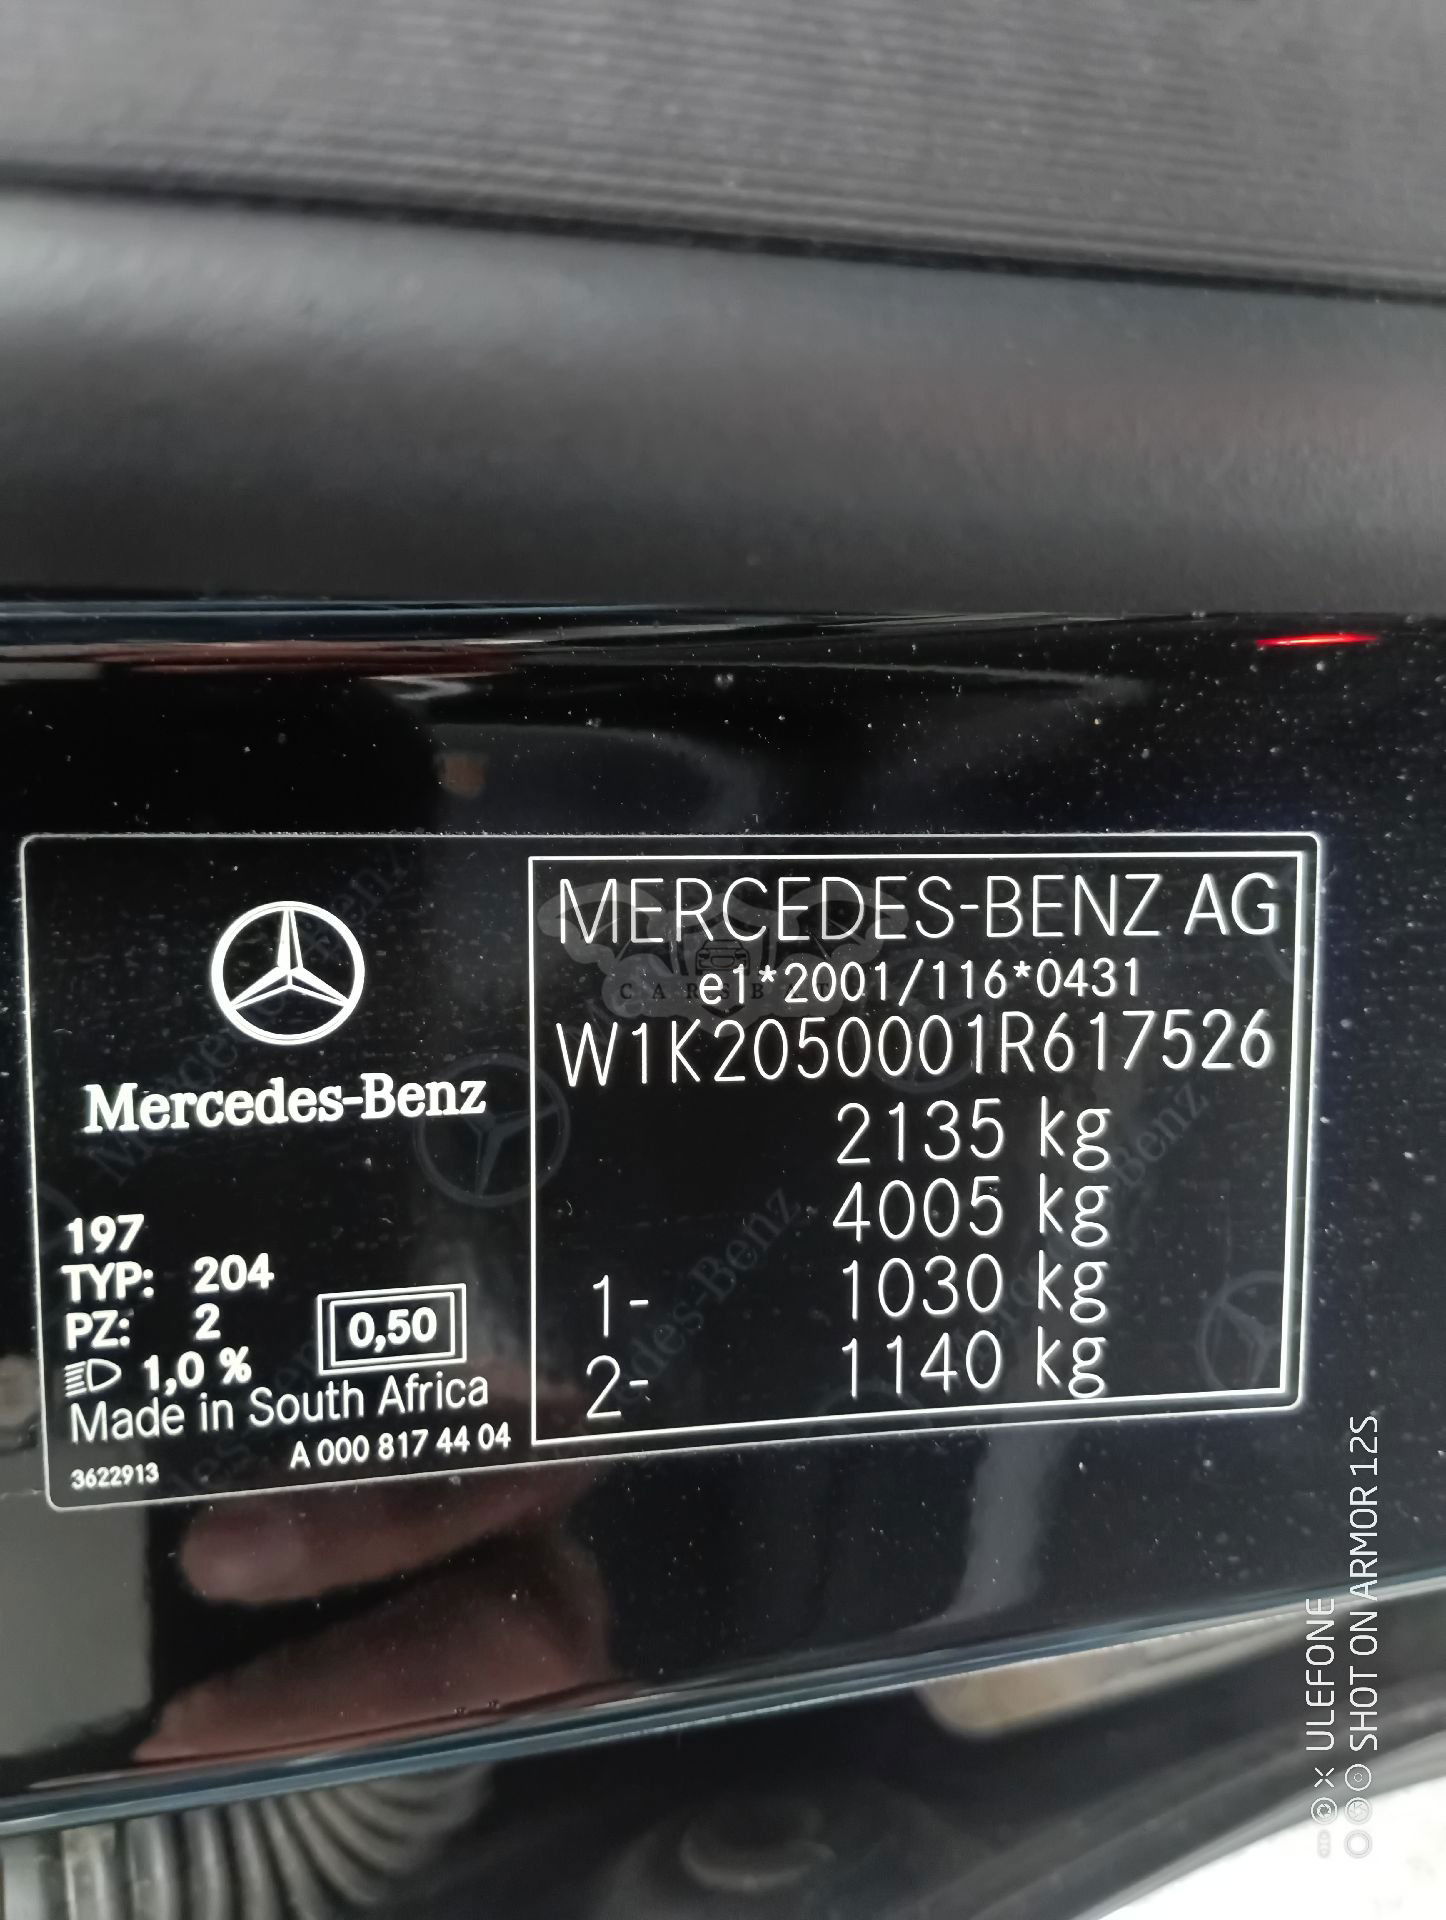 Mercedes-Benz
197
TYP: 204
PZ: 2
1,0 %
0,50
Made in South Africa
A 000 817 44 04
3622913
MERCEDES-BENZ AG
e1*2001/116*0431
W1K2050001R617526
2135 kg
4005 kg
1- 1030 kg
2- 1140 kg
ULEFONE
SHOT ON ARMOR 12S